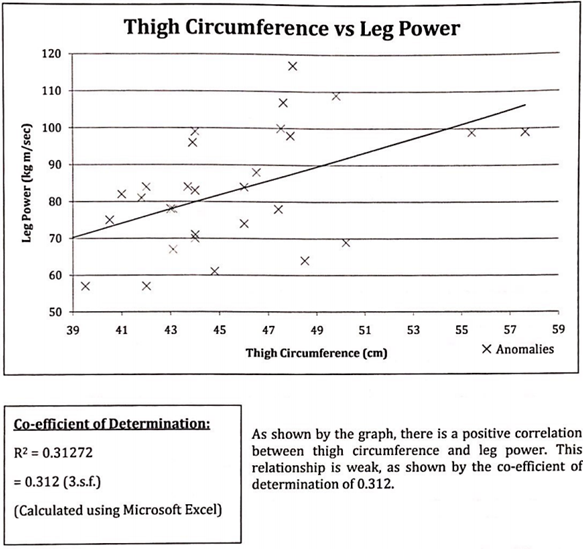 Thigh Circumference vs Leg Power
120
110
100
90
80
70
60
50
Leg Power (kg m/sec)
39 41 43 45 47 49 51 53 55 57 59
Thigh Circumference (cm)
× Anomalies
Co-efficient of Determination:
R² = 0.31272
= 0.312 (3.s.f.)
(Calculated using Microsoft Excel)
As shown by the graph, there is a positive correlation
between thigh circumference and leg power. This
relationship is weak, as shown by the co-efficient of
determination of 0.312.